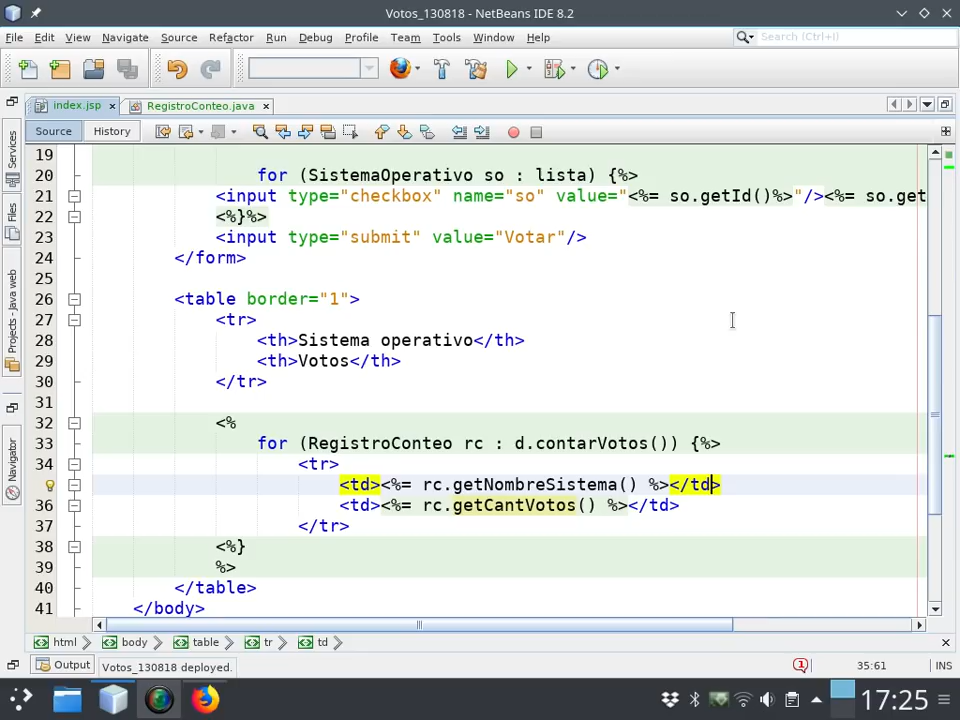 Votos_130818 - NetBeans IDE 8.2
File Edit View Navigate Source Refactor Run Debug Profile Team Tools Window Help
Search (Ctrl+I)
index.jsp RegistroConteo.java
Source History
Services
Files
Projects - Java web
Navigator
19
20 for (SistemaOperativo so : lista) {%>
21 <input type="checkbox" name="so" value="<%= so.getId()%>"/><%= so.get
22 <%}%>
23 <input type="submit" value="Votar"/>
24 </form>
25
26 <table border="1">
27 <tr>
28 <th>Sistema operativo</th>
29 <th>Votos</th>
30 </tr>
31
32 <%
33 for (RegistroConteo rc : d.contarVotos()) {%>
34 <tr>
<td><%= rc.getNombreSistema() %></td>
36 <td><%= rc.getCantVotos() %></td>
37 </tr>
38 <%}
39 %>
40 </table>
41 </body>
html body table tr td
Output Votos_130818 deployed. 1 35:61 INS
17:25